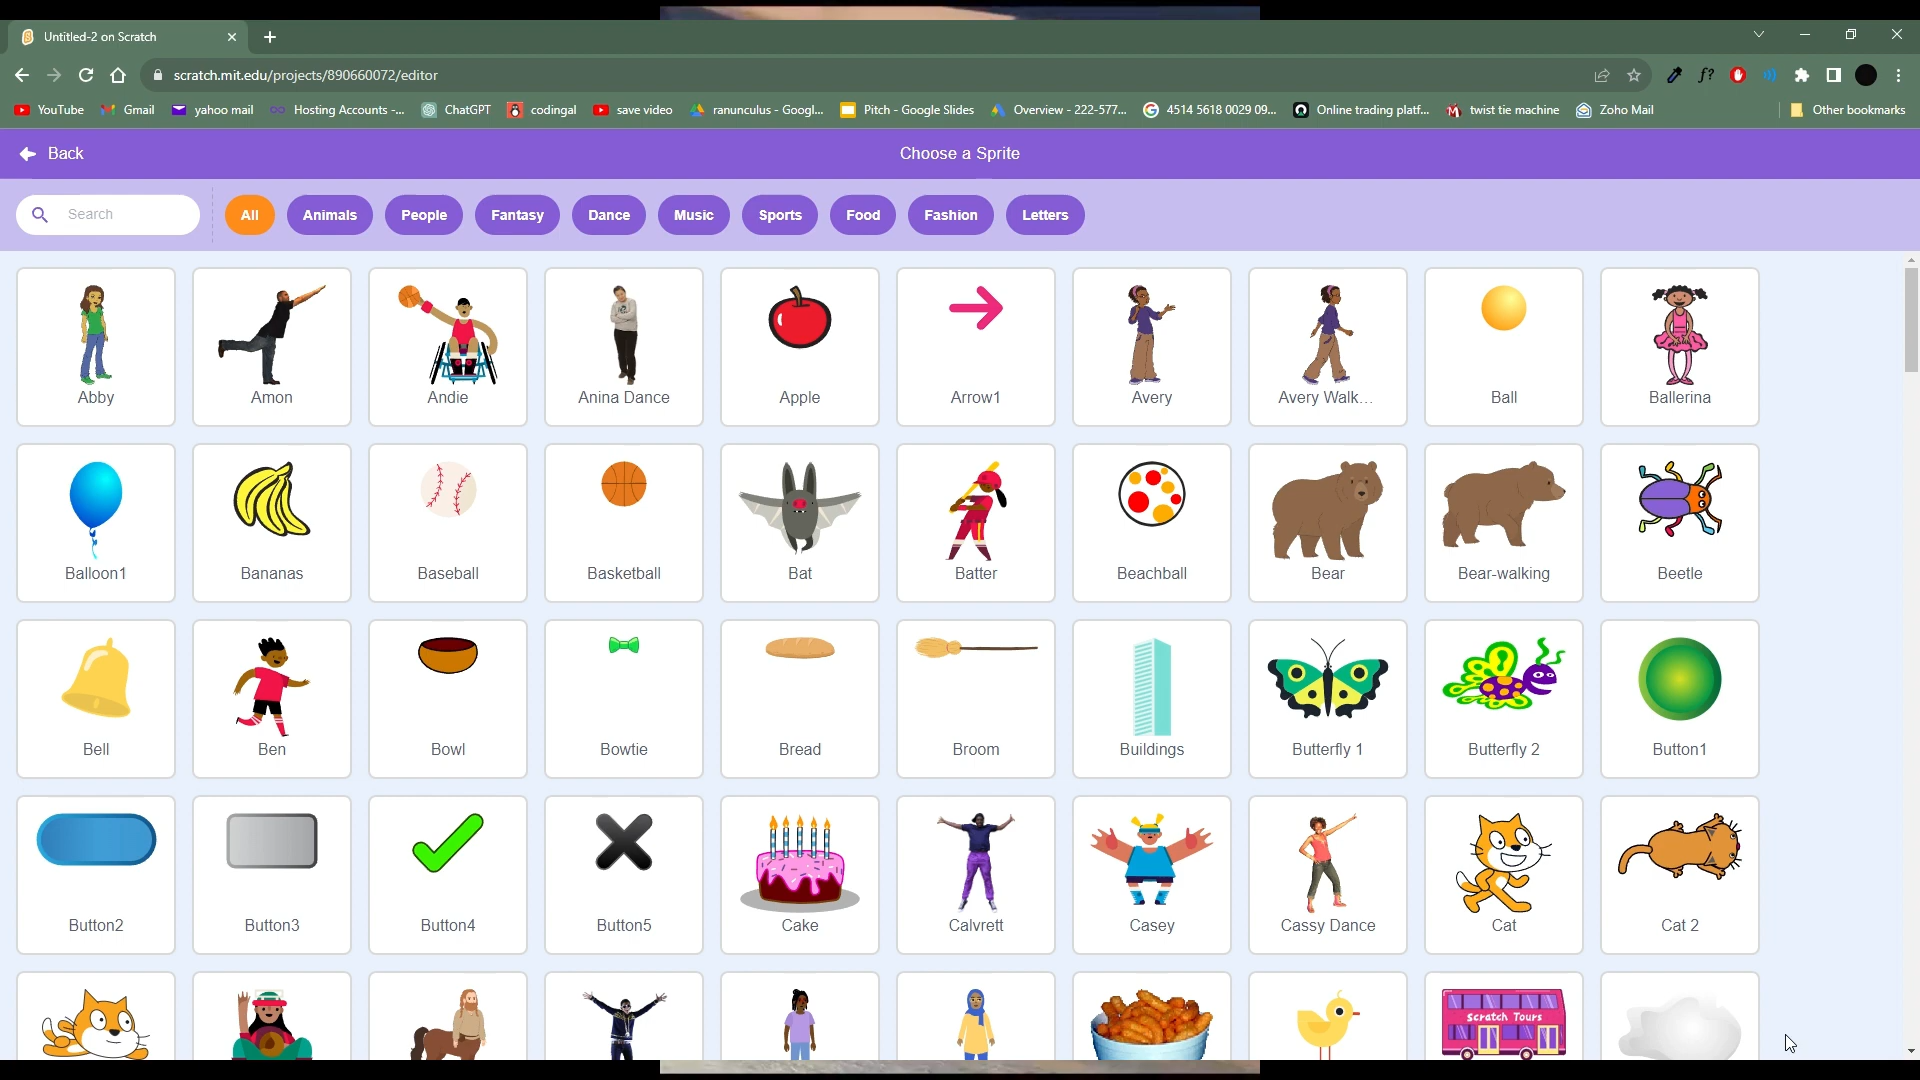 Untitled-2 on Scratch
scratch.mit.edu/projects/890660072/editor
f?
YouTube Gmail yahoo mail Hosting Accounts -... ChatGPT codingal save video ranunculus - Googl... Pitch - Google Slides Overview - 222-577... 4514 5618 0029 09... Online trading platf... twist tie machine Zoho Mail Other bookmarks
Back Choose a Sprite
Search All Animals People Fantasy Dance Music Sports Food Fashion Letters
Abby Amon Andie Anina Dance Apple Arrow1 Avery Avery Walk... Ball Ballerina
Balloon1 Bananas Baseball Basketball Bat Batter Beachball Bear Bear-walking Beetle
Bell Ben Bowl Bowtie Bread Broom Buildings Butterfly 1 Butterfly 2 Button1
Button2 Button3 Button4 Button5 Cake Calvrett Casey Cassy Dance Cat Cat 2
Scratch Tours